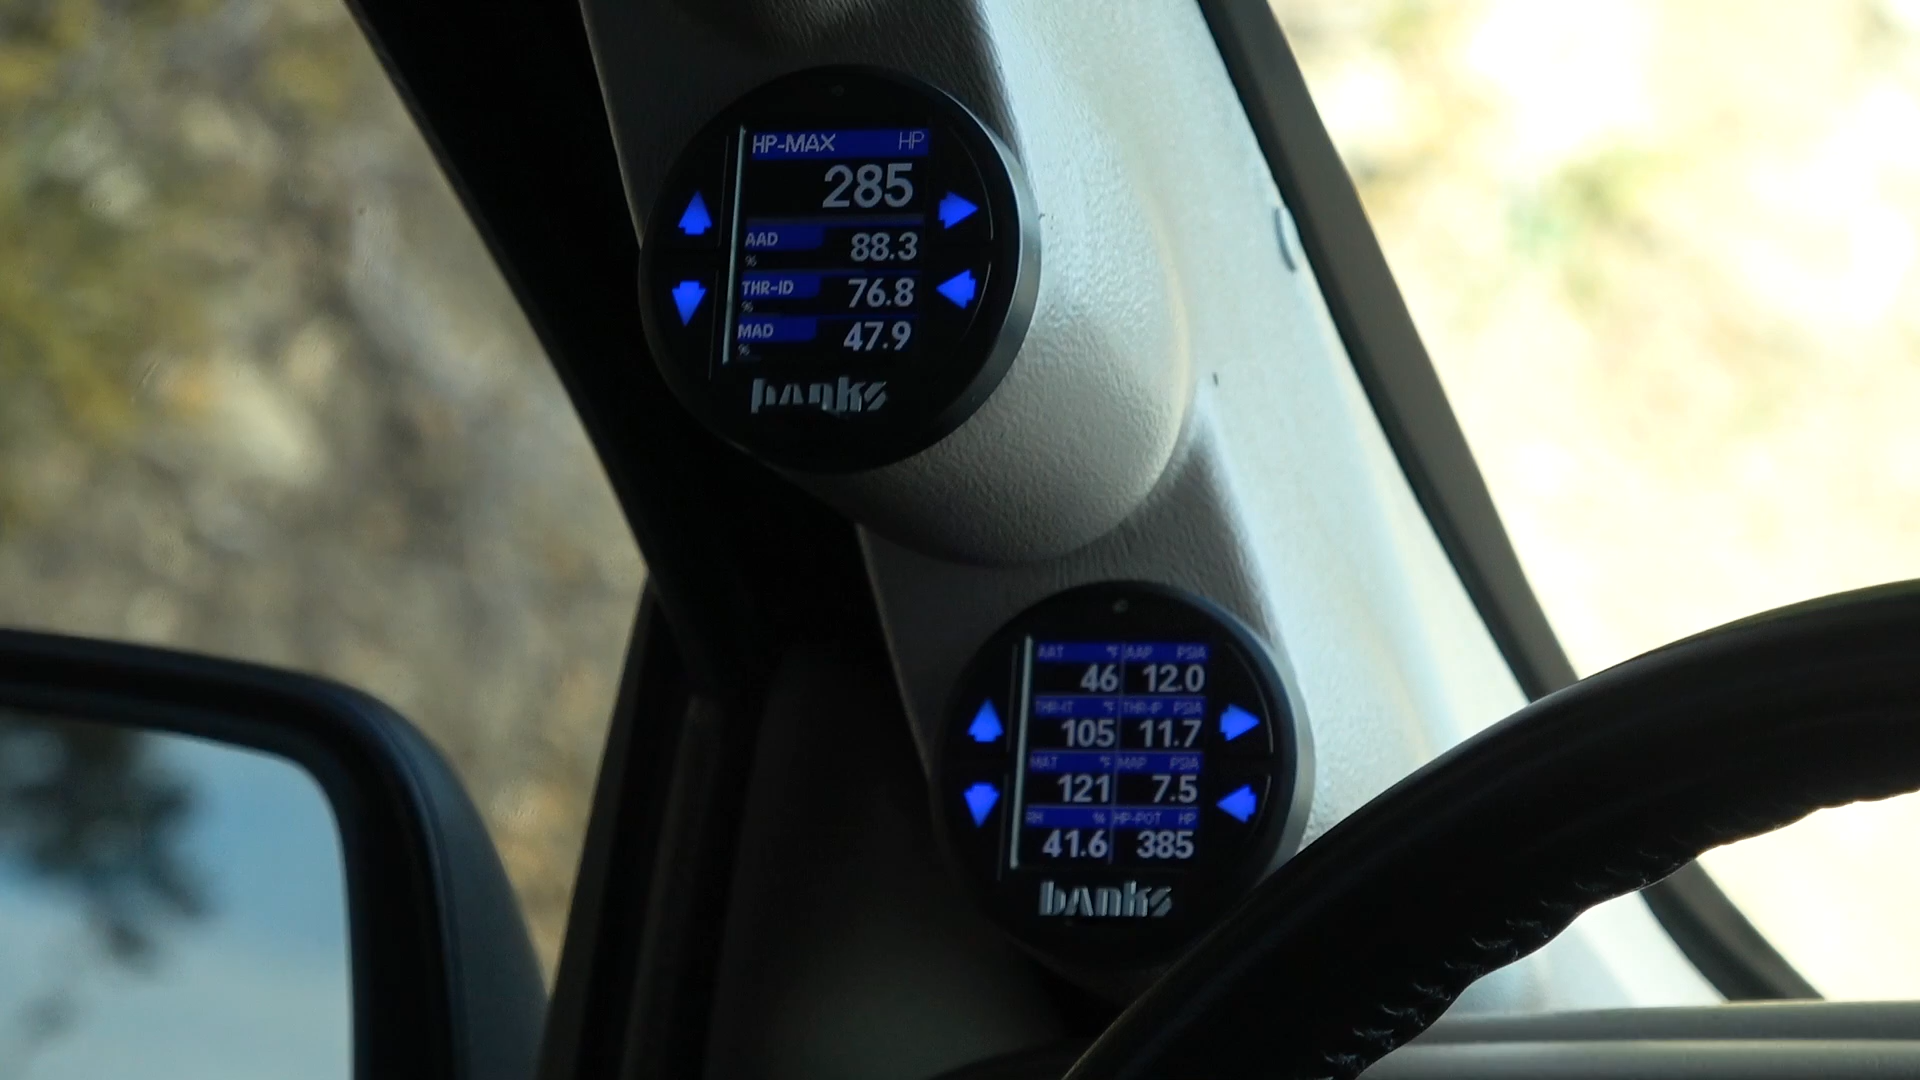 HP-MAX HP
285
AAD % 88.3
THR-ID % 76.8
MAD % 47.9
banks
AAT °F AAP PSIA
46 12.0
THR-IT °F THR-IP PSIA
105 11.7
MAT °F MAP PSIA
121 7.5
RH % HP-POT HP
41.6 385
banks